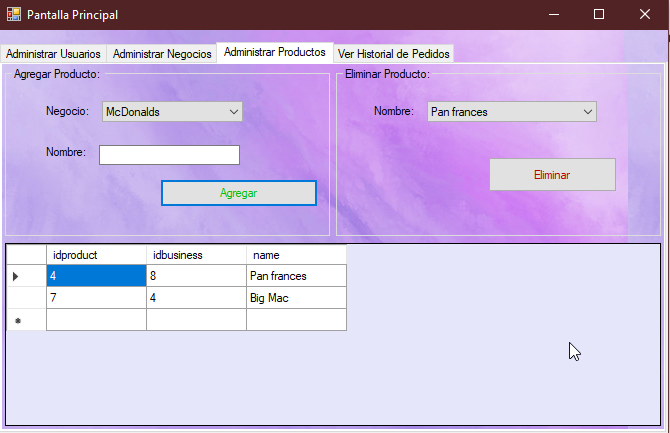 Pantalla Principal
Administrar Usuarios Administrar Negocios Administrar Productos Ver Historial de Pedidos
Agregar Producto:
Negocio: McDonalds
Nombre:
Agregar
Eliminar Producto:
Nombre: Pan frances
Eliminar
idproduct idbusiness name
4 8 Pan frances
7 4 Big Mac